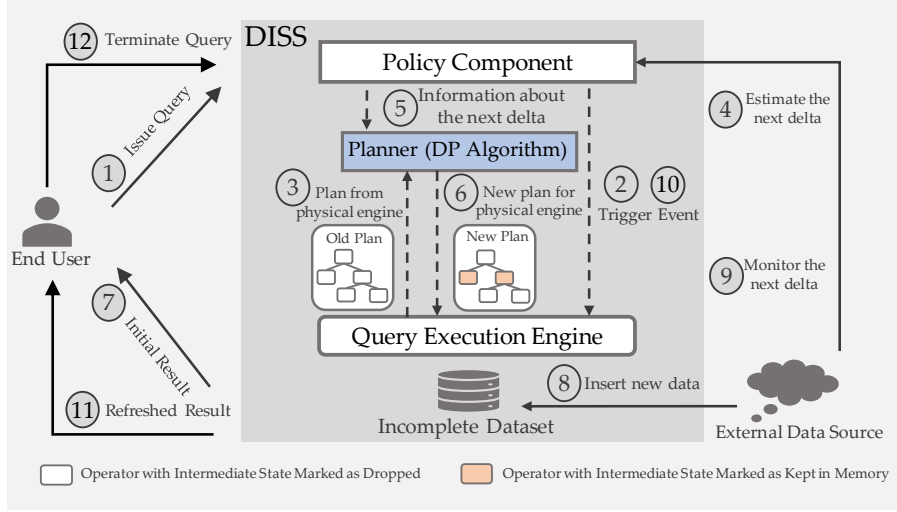 12 Terminate Query
DISS
Policy Component
1 Issue Query
5 Information about
the next delta
4 Estimate the
next delta
Planner (DP Algorithm)
3 Plan from
physical engine
6 New plan for
physical engine
2 10
Trigger Event
Old Plan
New Plan
End User
9 Monitor the
next delta
7 Initial Result
Query Execution Engine
8 Insert new data
11 Refreshed Result
Incomplete Dataset
External Data Source
Operator with Intermediate State Marked as Dropped
Operator with Intermediate State Marked as Kept in Memory